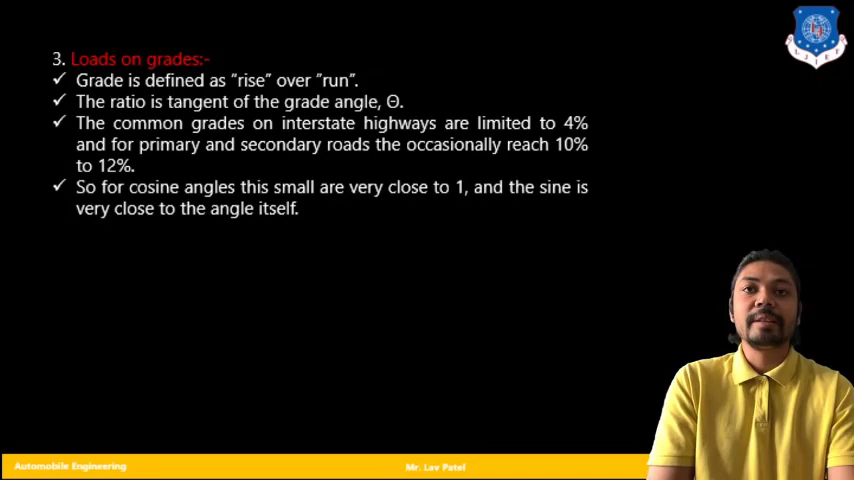 3. Loads on grades:-
✓ Grade is defined as “rise” over ”run”.
✓ The ratio is tangent of the grade angle, Θ.
✓ The common grades on interstate highways are limited to 4%
and for primary and secondary roads the occasionally reach 10%
to 12%.
✓ So for cosine angles this small are very close to 1, and the sine is
very close to the angle itself.
Automobile Engineering
Mr. Lav Patel